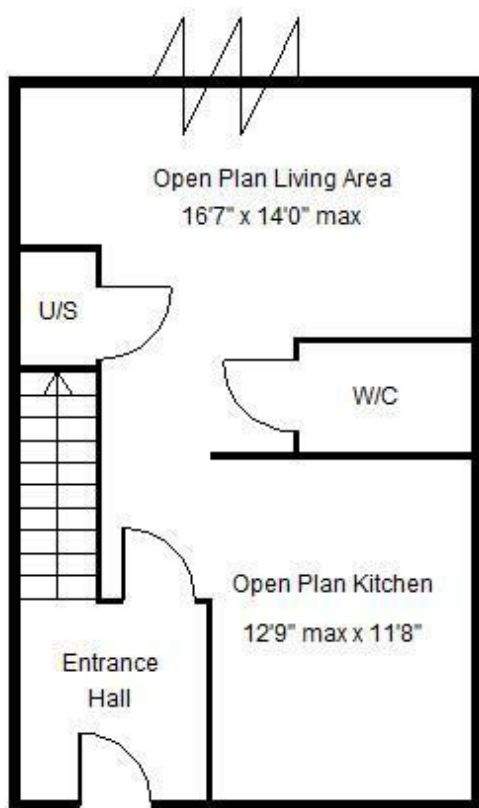 Open Plan Living Area
16'7" x 14'0" max
U/S
W/C
Open Plan Kitchen
12'9" max x 11'8"
Entrance
Hall